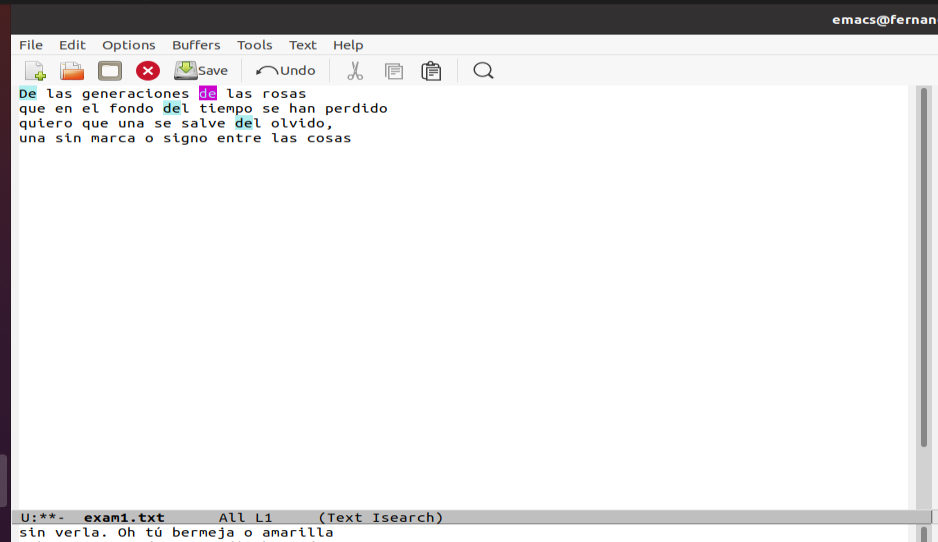 emacs@fernan
File Edit Options Buffers Tools Text Help
Save Undo
De las generaciones de las rosas
que en el fondo del tiempo se han perdido
quiero que una se salve del olvido,
una sin marca o signo entre las cosas
U:**- exam1.txt All L1 (Text Isearch)
sin verla. Oh tú bermeja o amarilla